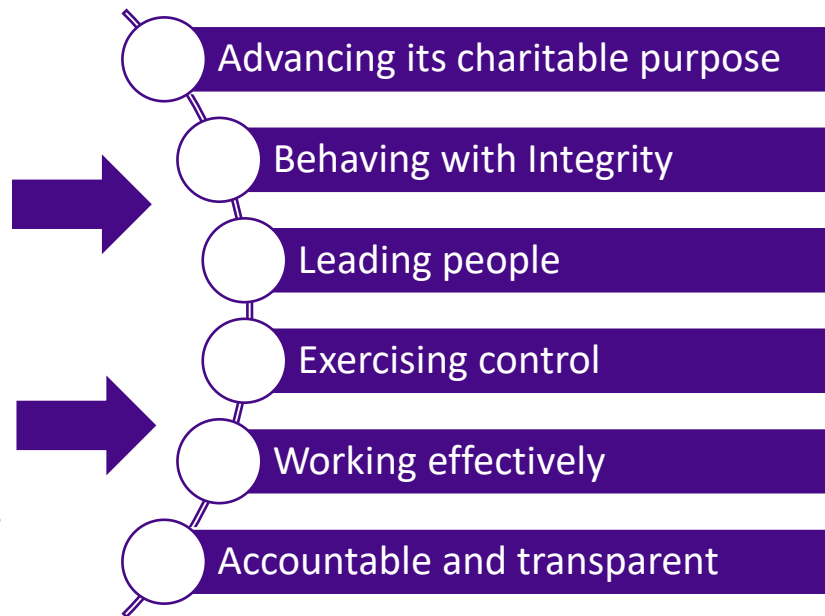 Advancing its charitable purpose
Behaving with Integrity
Leading people
Exercising control
Working effectively
Accountable and transparent